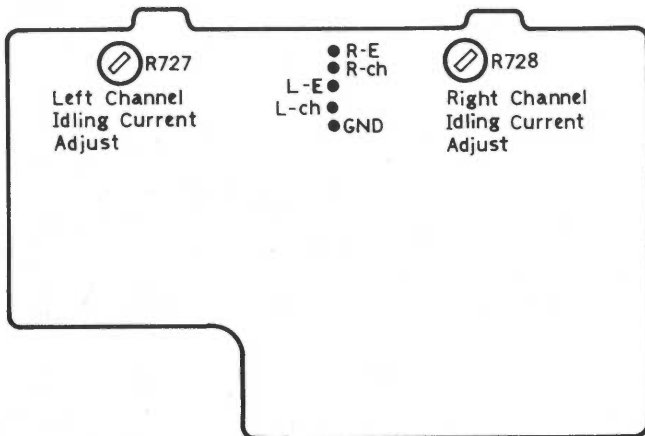 R727
Left Channel
Idling Current
Adjust
R-E
R-ch
L-E
L-ch
GND
R728
Right Channel
Idling Current
Adjust